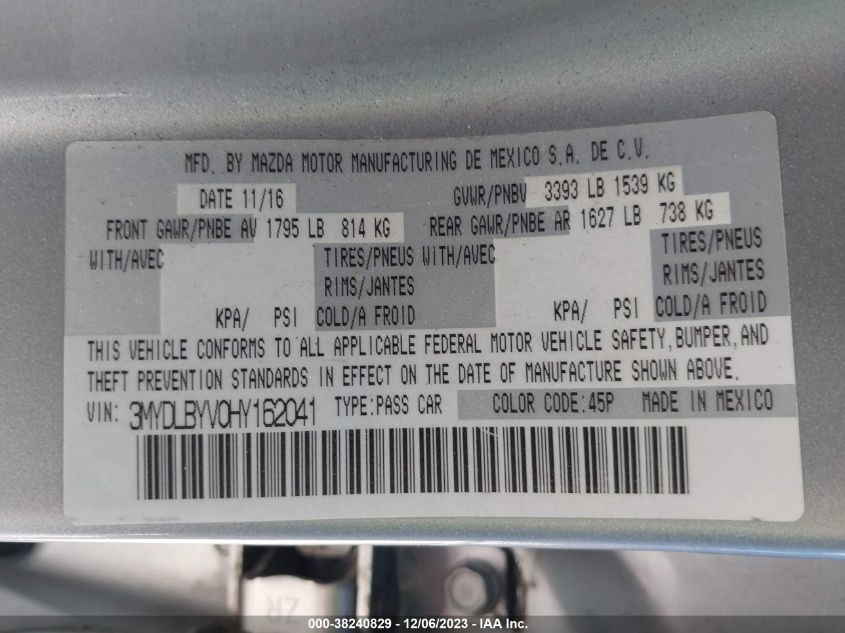 MFD. BY MAZDA MOTOR MANUFACTURING DE MEXICO S.A. DE C.V.
DATE 11/16 GVWR/PNBV 3393 LB 1539 KG
FRONT GAWR/PNBE AV 1795 LB 814 KG REAR GAWR/PNBE AR 1627 LB 738 KG
WITH/AVEC TIRES/PNEUS WITH/AVEC TIRES/PNEUS
RIMS/JANTES RIMS/JANTES
KPA/ PSI COLD/A FROID KPA/ PSI COLD/A FROID
THIS VEHICLE CONFORMS TO ALL APPLICABLE FEDERAL MOTOR VEHICLE SAFETY, BUMPER, AND
THEFT PREVENTION STANDARDS IN EFFECT ON THE DATE OF MANUFACTURE SHOWN ABOVE.
VIN: 3MYDLBYV0HY162041 TYPE:PASS CAR COLOR CODE:45P MADE IN MEXICO
ZR
000-38240829 - 12/06/2023 - IAA Inc.